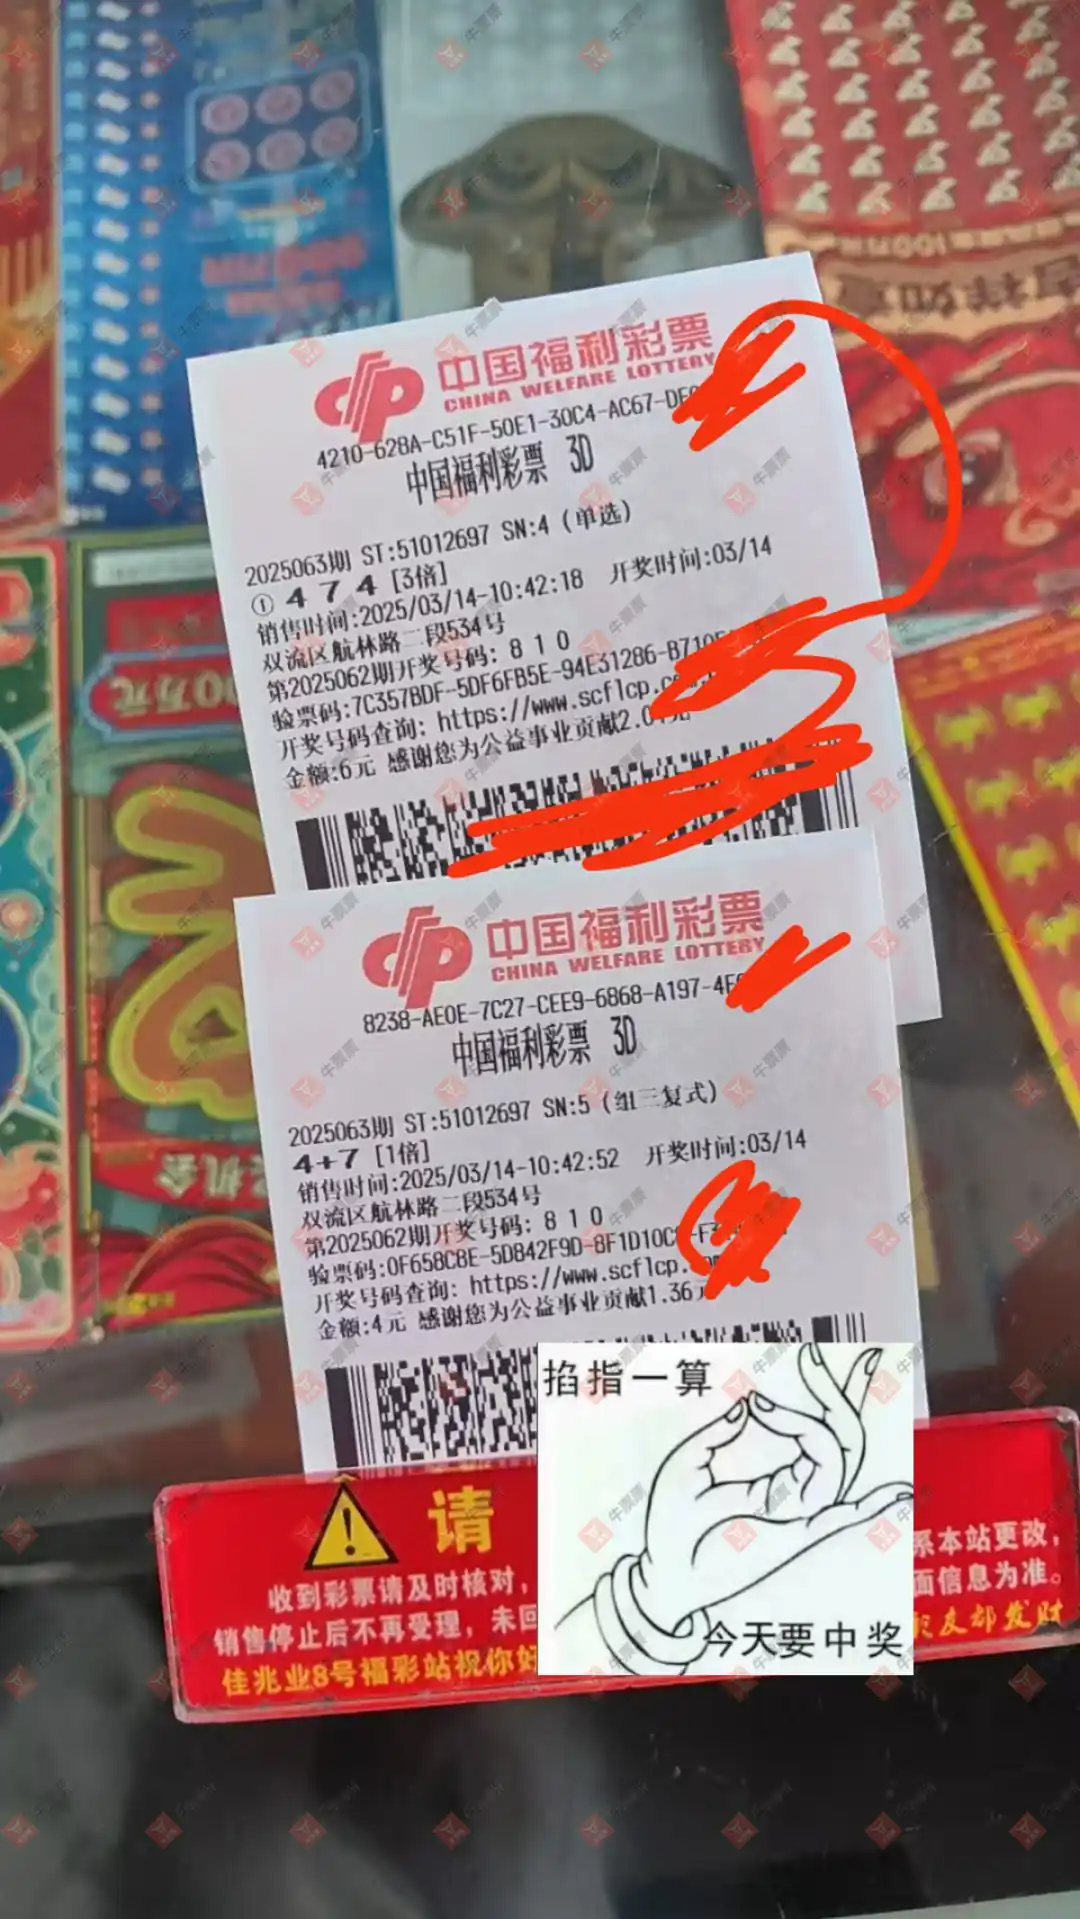 中国福利彩票
CHINA WELFARE LOTTERY
4210-628A-C51F-50E1-30C4-AC67-
中国福利彩票 3D
2025063期 ST:51012697 SN:4 (单选)
① 4 7 4 [3倍]
销售时间:2025/03/14-10:42:18 开奖时间:03/14
双流区航林路二段534号
第2025062期开奖号码: 8 1 0
验票码:7C357BDF-5DF6FB5E-94E31286-
开奖号码查询: https://www.scflcp.
金额:6元 感谢您为公益事业贡献2.0
中国福利彩票
CHINA WELFARE LOTTERY
8238-AE0E-7C27-CEE9-6868-A197-
中国福利彩票 3D
2025063期 ST:51012697 SN:5 (组三复式)
4+7 [1倍]
销售时间:2025/03/14-10:42:52 开奖时间:03/14
双流区航林路二段534号
第2025062期开奖号码: 8 1 0
验票码:0F658C8E-5D842F9D-8F1D10C
开奖号码查询: https://www.scflcp.
金额:4元 感谢您为公益事业贡献1.36元
掐指一算
今天要中奖
请
收到彩票请及时核对,
系本站更改,
销售停止后不再受理,未
面信息为准。
佳兆业8号福彩站祝你
友都发财
牛票票